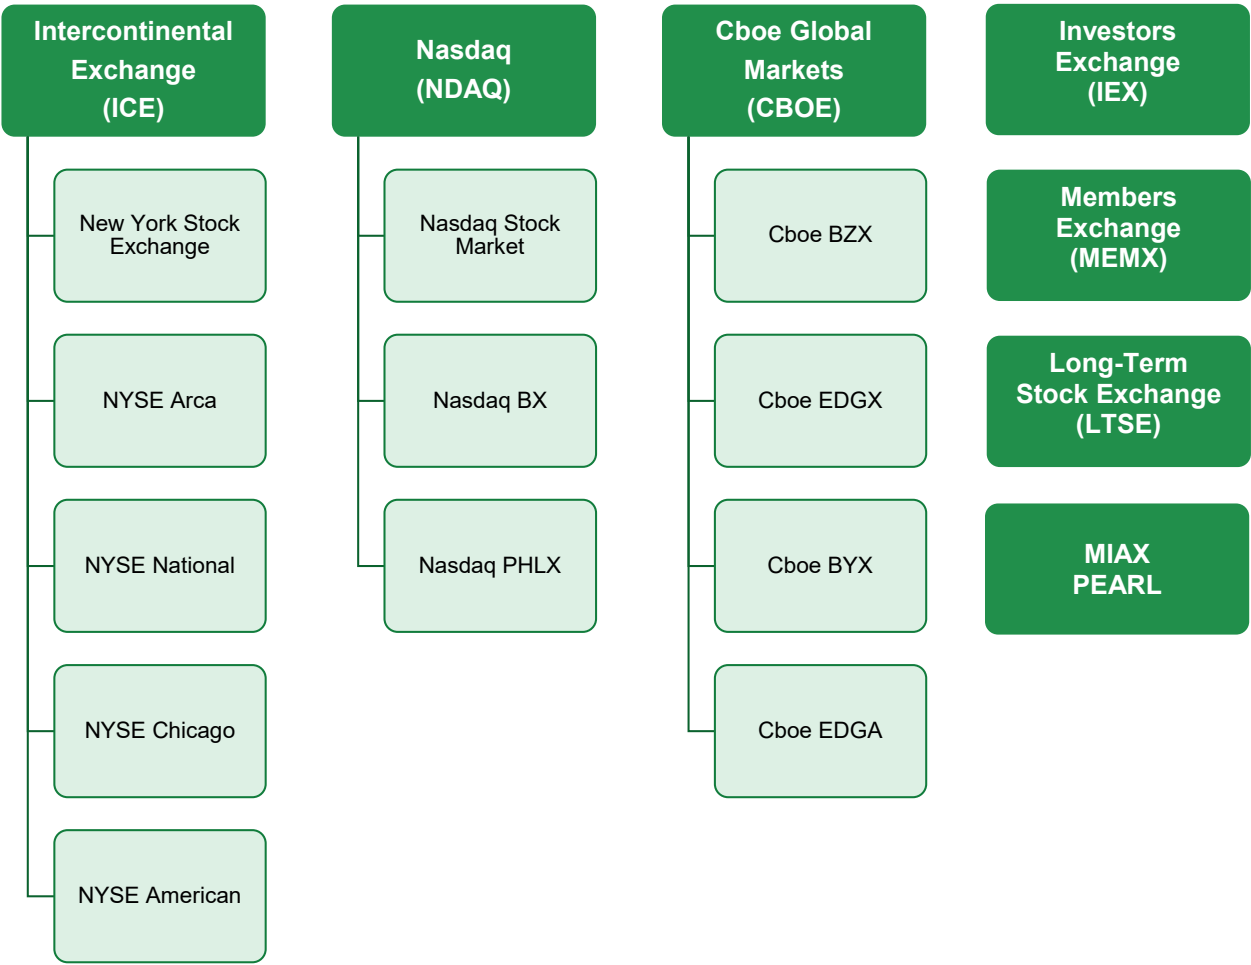 Intercontinental
Exchange
(ICE)
New York Stock
Exchange
NYSE Arca
NYSE National
NYSE Chicago
NYSE American
Nasdaq
(NDAQ)
Nasdaq Stock
Market
Nasdaq BX
Nasdaq PHLX
Cboe Global
Markets
(CBOE)
Cboe BZX
Cboe EDGX
Cboe BYX
Cboe EDGA
Investors
Exchange
(IEX)
Members
Exchange
(MEMX)
Long-Term
Stock Exchange
(LTSE)
MIAX
PEARL